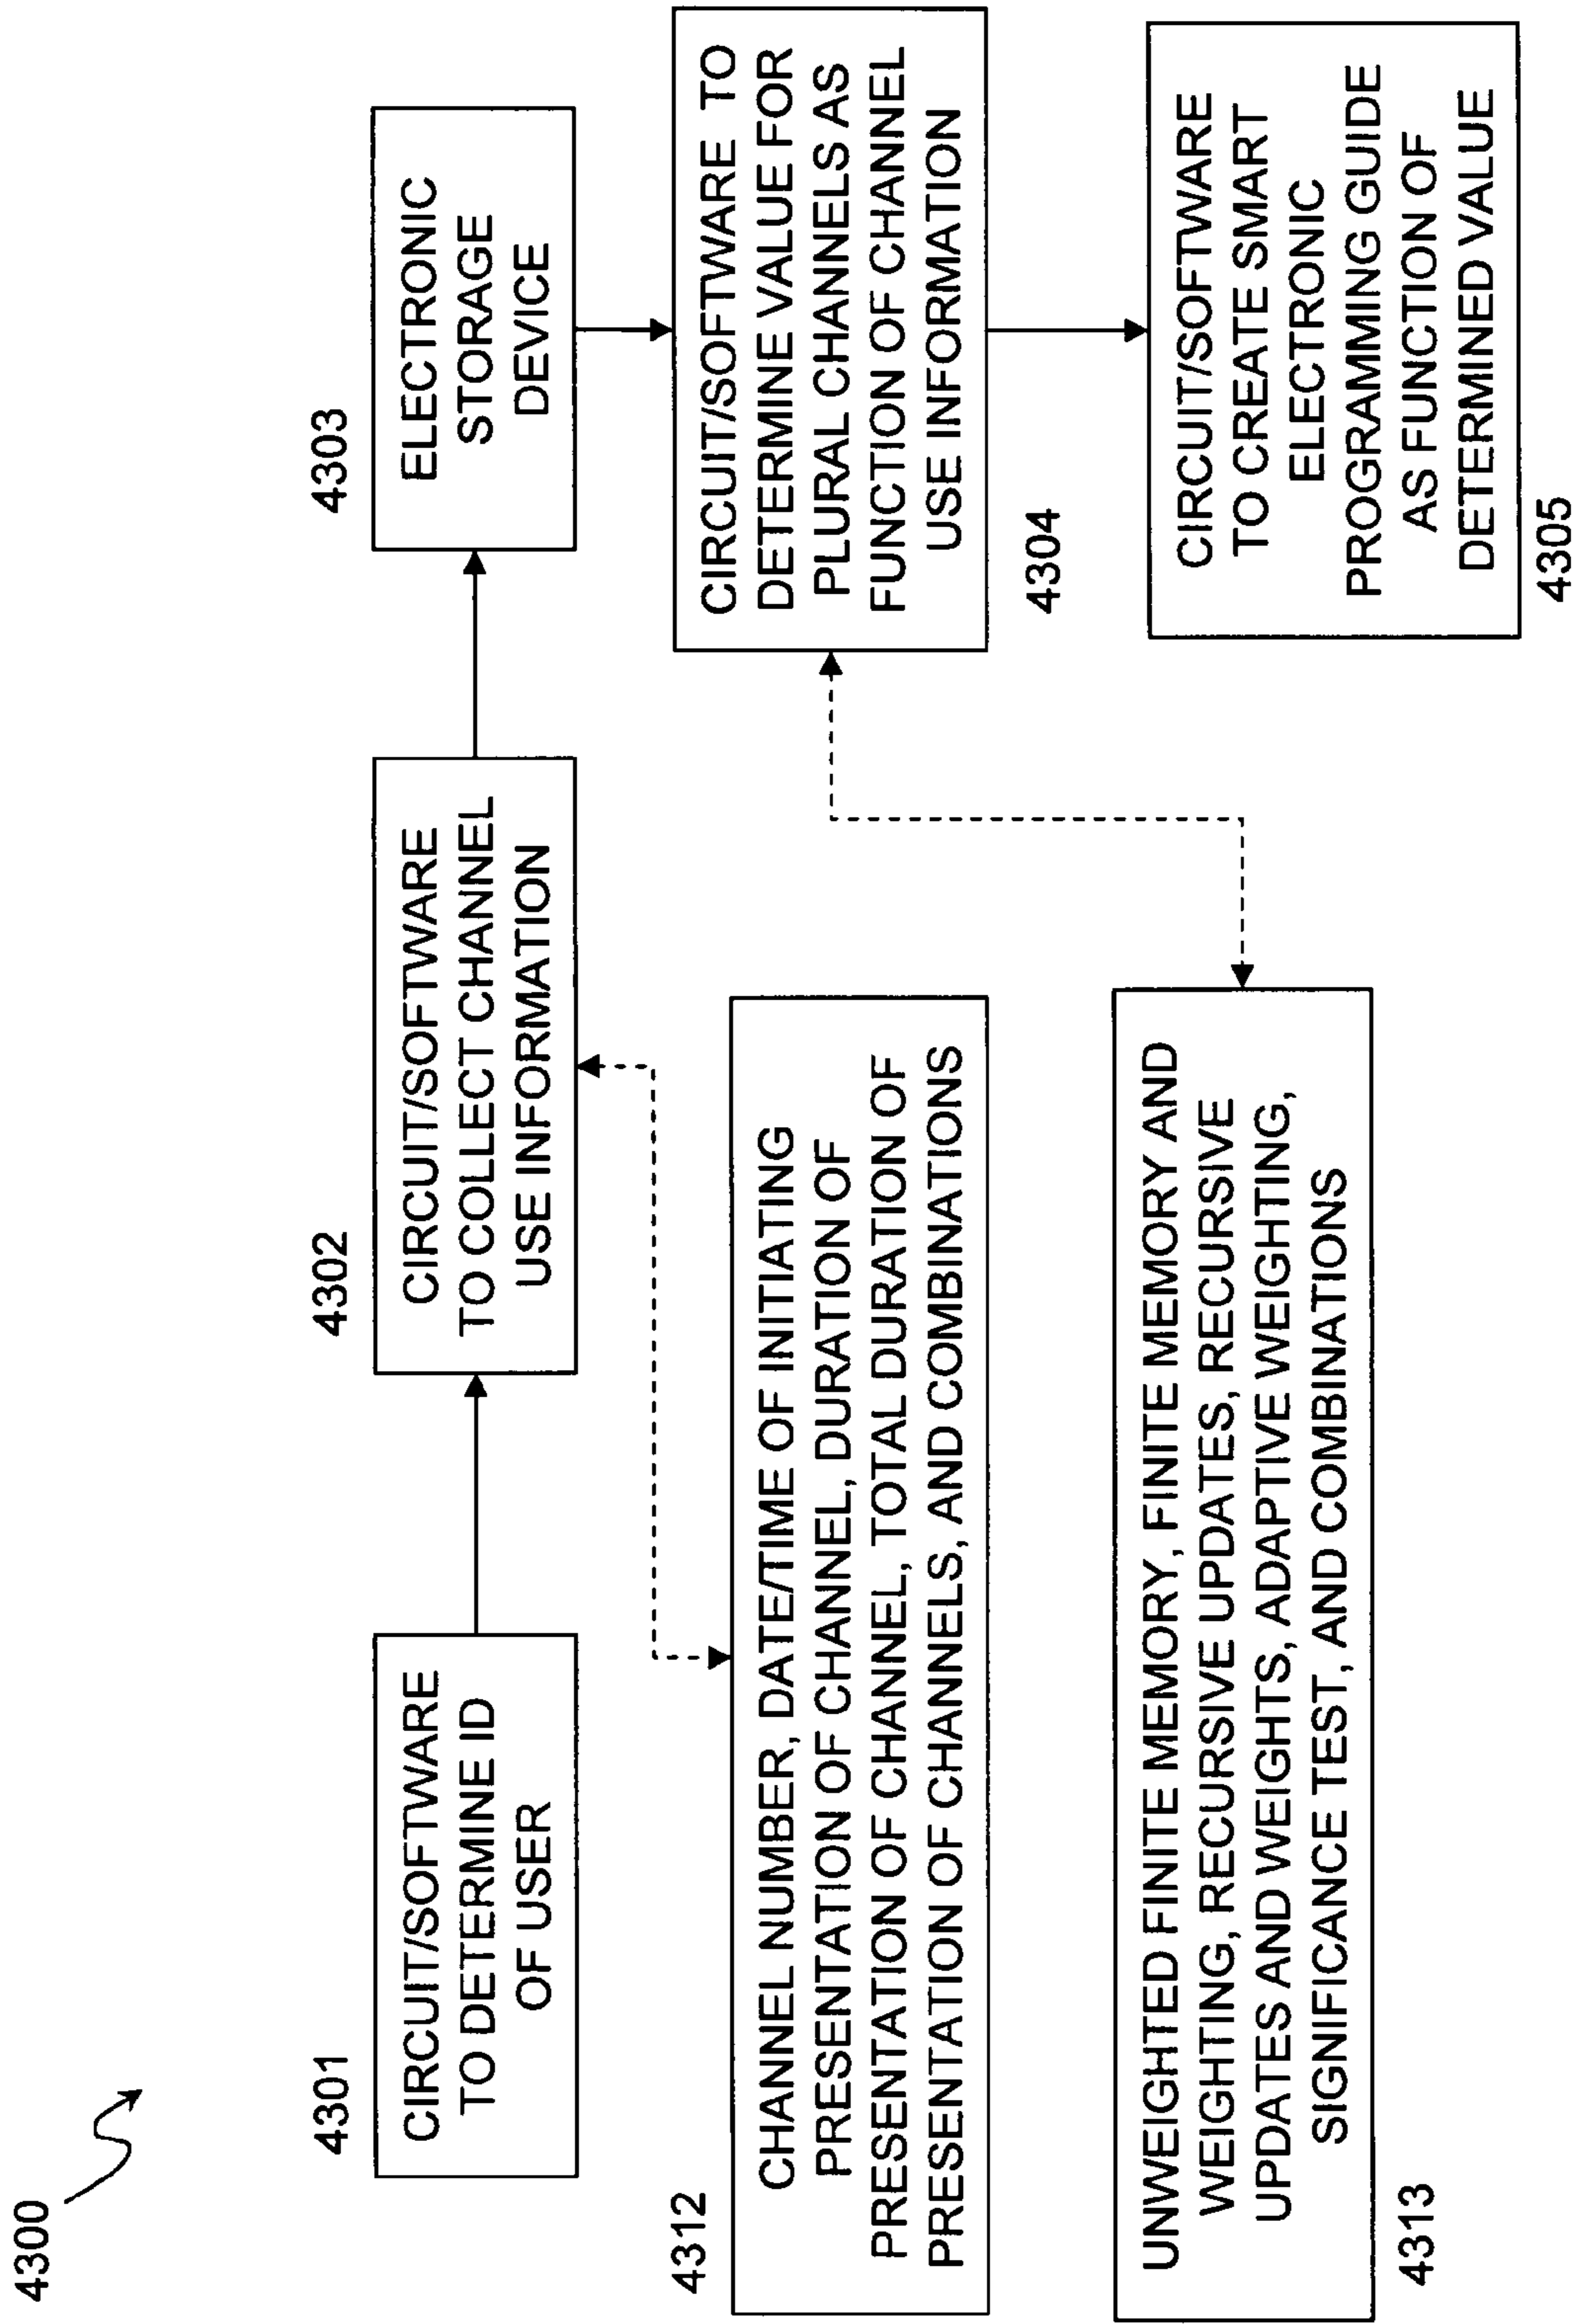 4300
4301
CIRCUIT/SOFTWARE
TO DETERMINE ID
OF USER
4302
CIRCUIT/SOFTWARE
TO COLLECT CHANNEL
USE INFORMATION
4303
ELECTRONIC
STORAGE
DEVICE
4312
CHANNEL NUMBER, DATE/TIME OF INITIATING
PRESENTATION OF CHANNEL, DURATION OF
PRESENTATION OF CHANNEL, TOTAL DURATION OF
PRESENTATION OF CHANNELS, AND COMBINATIONS
CIRCUIT/SOFTWARE TO
DETERMINE VALUE FOR
PLURAL CHANNELS AS
FUNCTION OF CHANNEL
USE INFORMATION
4304
UNWEIGHTED FINITE MEMORY, FINITE MEMORY AND
WEIGHTING, RECURSIVE UPDATES, RECURSIVE
UPDATES AND WEIGHTS, ADAPTIVE WEIGHTING,
SIGNIFICANCE TEST, AND COMBINATIONS
4313
CIRCUIT/SOFTWARE
TO CREATE SMART
ELECTRONIC
PROGRAMMING GUIDE
AS FUNCTION OF
DETERMINED VALUE
4305